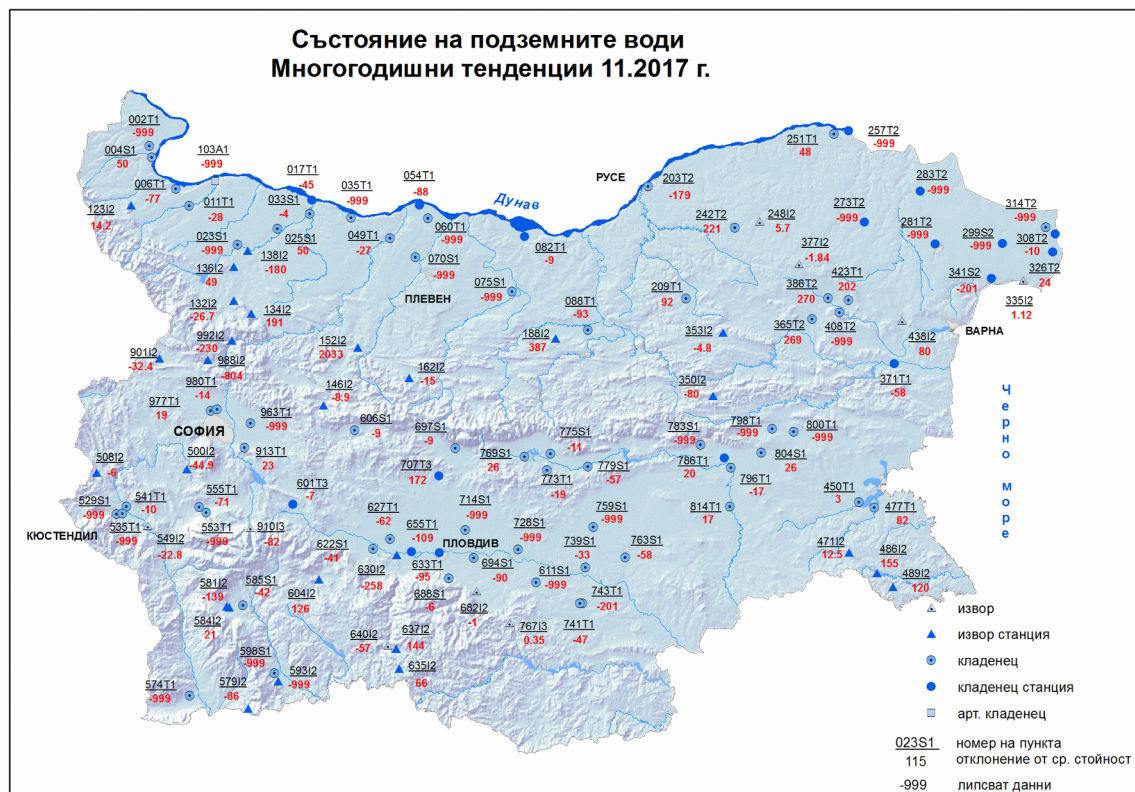 Състояние на подземните води
Многогодишни тенденции 11.2017 г.
002T1
-999
004S1
50
103A1
-999
006T1
-77
011T1
-28
017T1
-45
033S1
-4
035T1
-999
054T1
-88
Дунав
РУСЕ
203T2
-179
251T1
48
257T2
-999
283T2
-999
314T2
-999
123I2
14.2
023S1
-999
025S1
50
138I2
-180
136I2
49
049T1
-27
060T1
-999
070S1
-999
082T1
-9
242T2
221
248I2
5.7
273T2
-999
281T2
-999
299S2
-999
308T2
-10
326T2
24
377I2
-1.84
423T1
202
386T2
270
341S2
-201
335I2
1.12
132I2
-26.7
134I2
191
ПЛЕВЕН
075S1
-999
088T1
-93
209T1
92
365T2
269
408T2
-999
438I2
80
ВАРНА
992I2
-230
988I2
-804
901I2
-32.4
152I2
2033
188I2
387
353I2
-4.8
162I2
-15
146I2
-8.9
350I2
-80
371T1
-58
980T1
-14
977T1
19
963T1
-999
СОФИЯ
606S1
-9
697S1
-9
775S1
-11
783S1
-999
798T1
-999
800T1
-999
Черно море
508I2
-6
500I2
-44.9
913T1
23
769S1
26
707T3
172
773T1
-19
779S1
-57
786T1
20
804S1
26
796T1
-17
529S1
-999
541T1
-10
555T1
-71
601T3
-7
КЮСТЕНДИЛ
535T1
-999
549I2
-22.8
553T1
-999
910I3
-82
627T1
-62
655T1
-109
714S1
-999
ПЛОВДИВ
728S1
-999
759S1
-999
739S1
-33
763S1
-58
814T1
17
450T1
3
477T1
82
471I2
12.5
486I2
155
489I2
120
622S1
-41
630I2
-258
633T1
-95
694S1
-90
611S1
-999
688S1
-6
682I2
-1
743T1
-201
741T1
-47
767I3
0.35
581I2
-139
585S1
-42
604I2
126
584I2
21
640I2
-57
637I2
144
635I2
66
598S1
-999
593I2
-999
579I2
-86
574T1
-999
извор
извор станция
кладенец
кладенец станция
арт. кладенец
023S1 номер на пункта
115 отклонение от ср. стойност
-999 липсват данни